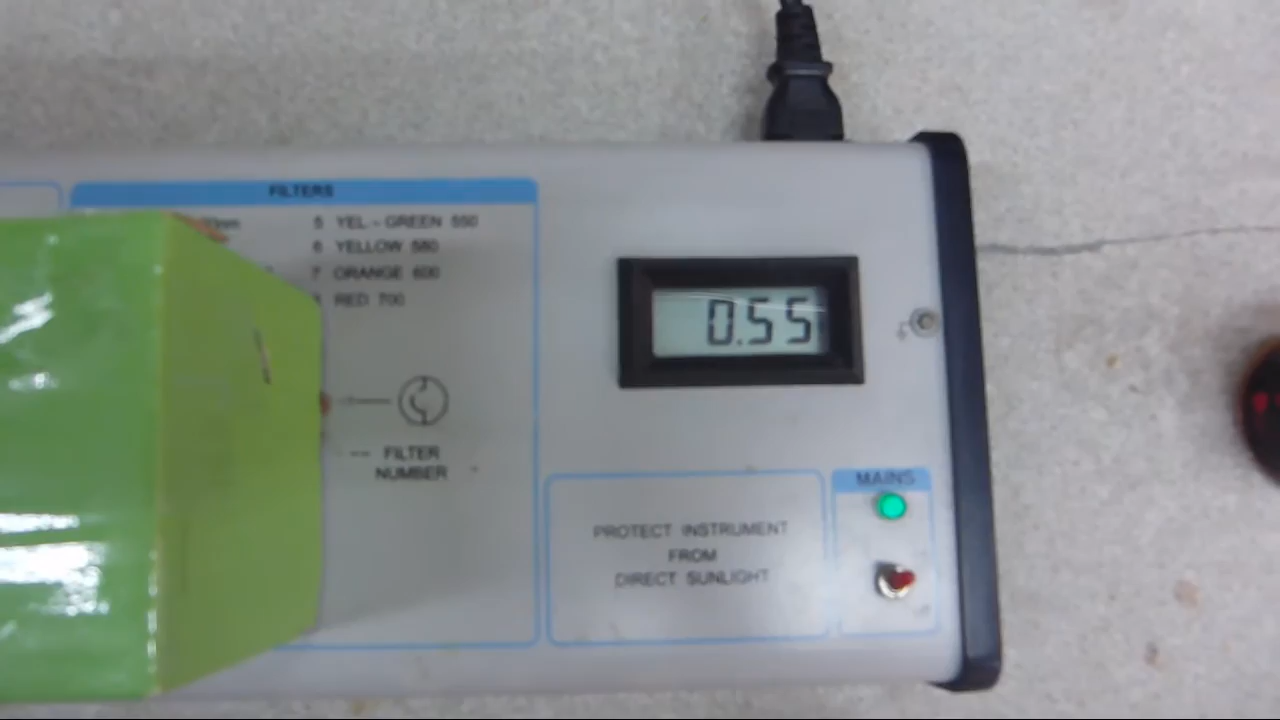 FILTERS
5 YEL - GREEN 550
6 YELLOW 580
7 ORANGE 600
RED 700
0.55
FILTER
NUMBER
MAINS
PROTECT INSTRUMENT
FROM
DIRECT SUNLIGHT